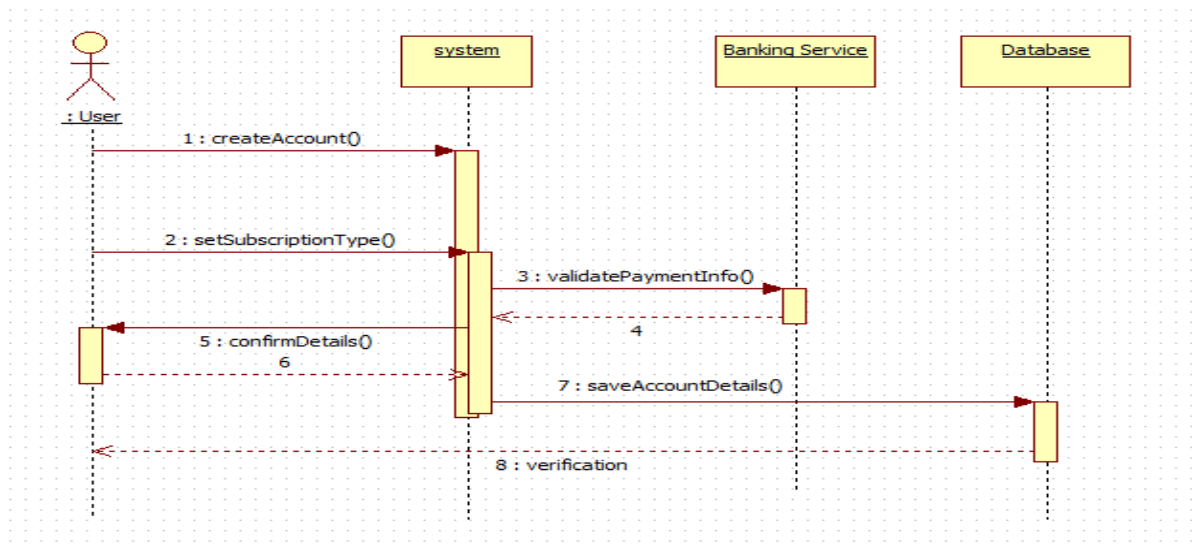 system
Banking Service
Database
: User
1 : createAccount()
2 : setSubscriptionType()
3 : validatePaymentInfo()
4
5 : confirmDetails()
6
7 : saveAccountDetails()
8 : verification